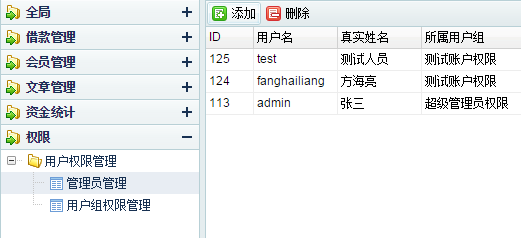 全局
借款管理
会员管理
文章管理
资金统计
权限
用户权限管理
管理员管理
用户组权限管理
添加 删除
ID 用户名 真实姓名 所属用户组
125 test 测试人员 测试账户权限
124 fanghailiang 方海亮 测试账户权限
113 admin 张三 超级管理员权限